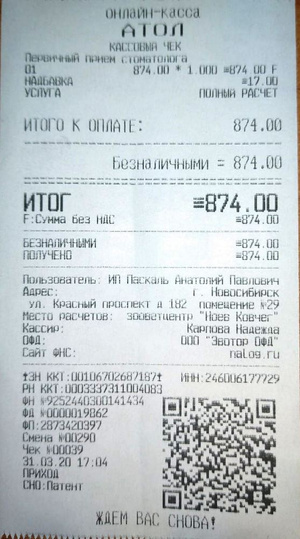 ОНЛАЙН-КАССА
АТОЛ
КАССОВЫЙ ЧЕК
Первичный прием стоматолога
01 874.00 * 1.000 =874.00 F
НАДБАВКА =17.00
УСЛУГА ПОЛНЫЙ РАСЧЕТ
ИТОГО К ОПЛАТЕ: 874.00
Безналичными = 874.00
ИТОГ =874.00
F:Сумма без НДС =874.00
БЕЗНАЛИЧНЫМИ =874.00
ПОЛУЧЕНО =874.00
Пользователь: ИП Паскаль Анатолий Павлович
Адрес: г. Новосибирск
ул. Красный проспект д 182 помещение №29
Место расчетов: зооветцентр "Ноев Ковчег"
Кассир: Карпова Надежда
ОФД: ООО "Эвотор ОФД"
Сайт ФНС: nalog.ru
ЗН ККТ:00106702687187 ИНН:246006177729
РН ККТ:0003337311004083
ФН №9252440300141434
ФД №0000019862
ФП:2873420397
Смена №00290
Чек №00039
31.03.20 17:04
ПРИХОД
СНО:Патент
ЖДЕМ ВАС СНОВА!